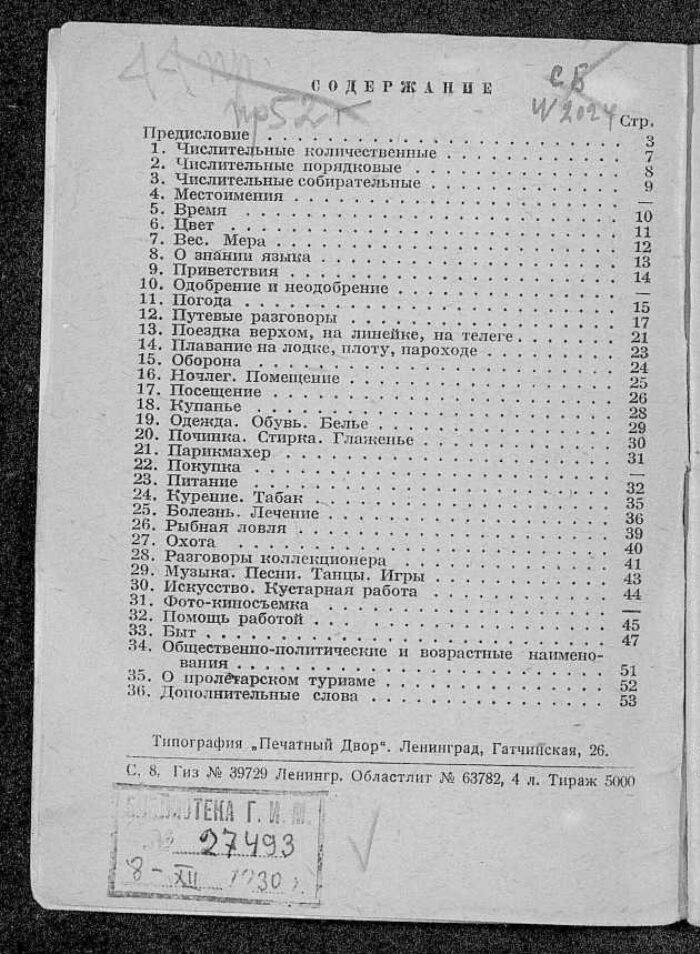 44 пр
СБ
СОДЕРЖАНИЕ
пр52г
W2024
Стр.
Предисловие . . . . . . . . . . . . . . . . . . 3
1. Числительные количественные . . . . . . . . . . 7
2. Числительные порядковые . . . . . . . . . . 8
3. Числительные собирательные . . . . . . . . . . 9
4. Местоимения . . . . . . . . . . . . . . . . —
5. Время . . . . . . . . . . . . . . . . . . 10
6. Цвет . . . . . . . . . . . . . . . . . . 11
7. Вес. Мера . . . . . . . . . . . . . . . . 12
8. О знании языка . . . . . . . . . . . . . . 13
9. Приветствия . . . . . . . . . . . . . . . . 14
10. Одобрение и неодобрение . . . . . . . . . . —
11. Погода . . . . . . . . . . . . . . . . . . 15
12. Путевые разговоры . . . . . . . . . . . . . 17
13. Поездка верхом, на линейке, на телеге . . . . . 21
14. Плавание на лодке, плоту, пароходе . . . . . . 23
15. Оборона . . . . . . . . . . . . . . . . . 24
16. Ночлег. Помещение . . . . . . . . . . . . . 25
17. Посещение . . . . . . . . . . . . . . . . 26
18. Купанье . . . . . . . . . . . . . . . . . 28
19. Одежда. Обувь. Белье . . . . . . . . . . . . 29
20. Починка. Стирка. Глаженье . . . . . . . . . . 30
21. Парикмахер . . . . . . . . . . . . . . . . 31
22. Покупка . . . . . . . . . . . . . . . . . —
23. Питание . . . . . . . . . . . . . . . . . 32
24. Курение. Табак . . . . . . . . . . . . . . 35
25. Болезнь. Лечение . . . . . . . . . . . . . . 36
26. Рыбная ловля . . . . . . . . . . . . . . . 39
27. Охота . . . . . . . . . . . . . . . . . . 40
28. Разговоры коллекционера . . . . . . . . . . . 41
29. Музыка. Песни. Танцы. Игры . . . . . . . . . 43
30. Искусство. Кустарная работа . . . . . . . . . 44
31. Фото-киносъемка . . . . . . . . . . . . . . —
32. Помощь работой . . . . . . . . . . . . . . 45
33. Быт . . . . . . . . . . . . . . . . . . . 47
34. Общественно-политические и возрастные наимено-
вания . . . . . . . . . . . . . . . . . 51
35. О пролетарском туризме . . . . . . . . . . . 52
36. Дополнительные слова . . . . . . . . . . . . 53
Типография „Печатный Двор“. Ленинград, Гатчинская, 26.
С. 8. Гиз № 39729 Ленингр. Областлит № 63782, 4 л. Тираж 5000
БИБЛИОТЕКА Г. И. М.
№ 27493
8-XII 1930 г.